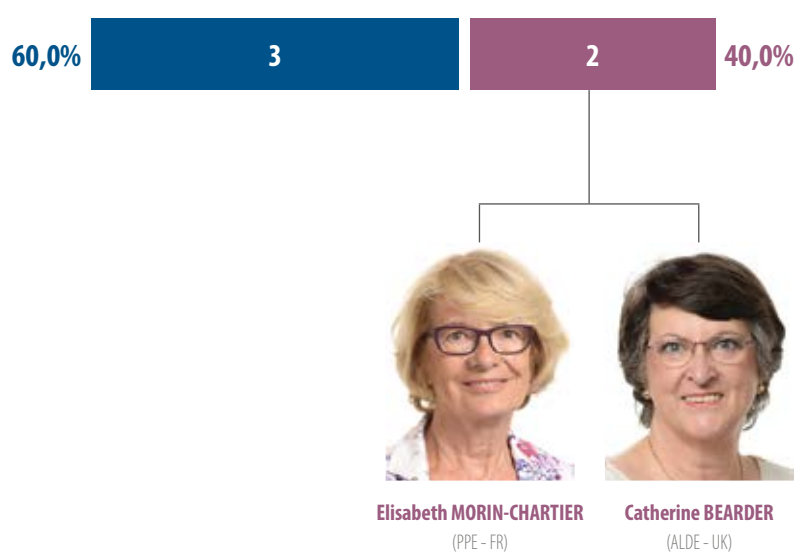 60,0% 3 2 40,0%
Elisabeth MORIN-CHARTIER Catherine BEARDER
(PPE - FR) (ALDE - UK)